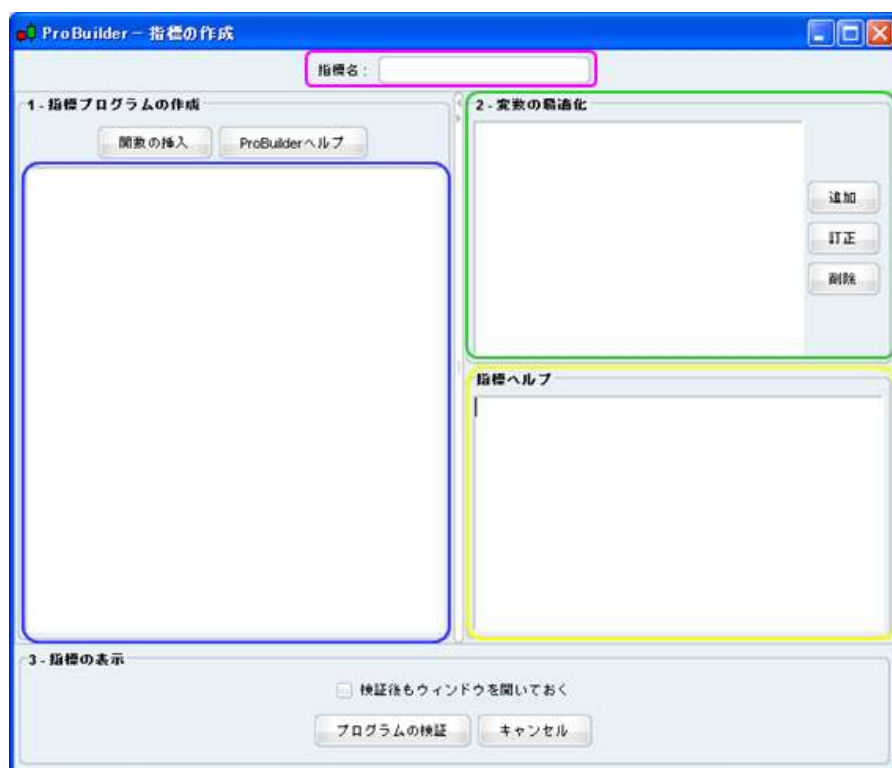 ProBuilder – 指標の作成
指標名：
1 - 指標プログラムの作成
関数の挿入
ProBuilderヘルプ
2 - 変数の最適化
追加
訂正
削除
指標ヘルプ
3 - 指標の表示
検証後もウィンドウを開いておく
プログラムの検証
キャンセル